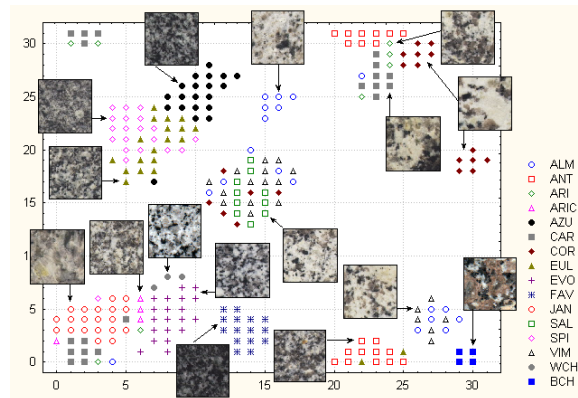 30
25
20
15
10
5
0
0
5
10
15
20
25
30
ALM
ANT
ARI
ARIC
AZU
CAR
COR
EUL
EVO
FAV
JAN
SAL
SPI
VIM
WCH
BCH